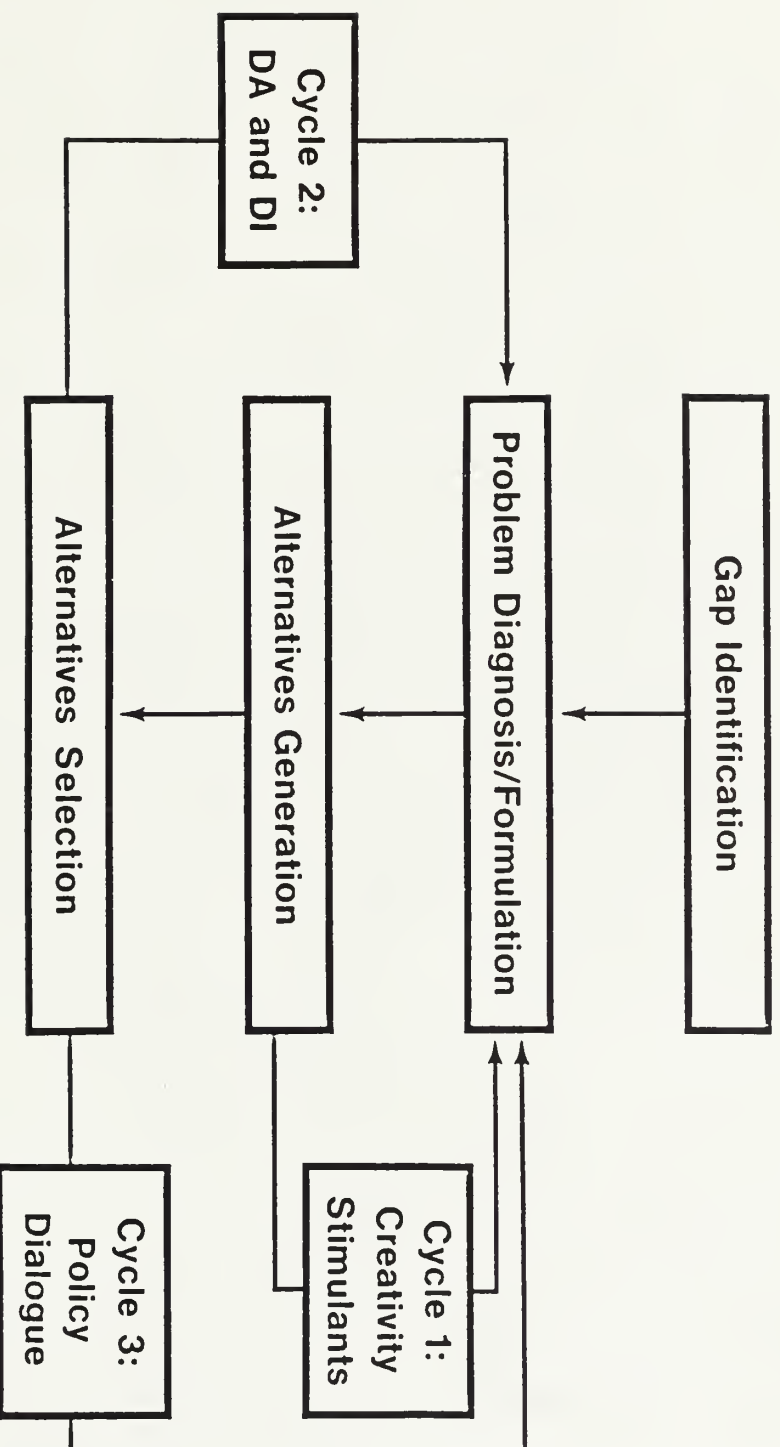 Gap Identification
Problem Diagnosis/Formulation
Cycle 2:
DA and DI
Cycle 1:
Creativity
Stimulants
Alternatives Generation
Alternatives Selection
Cycle 3:
Policy
Dialogue